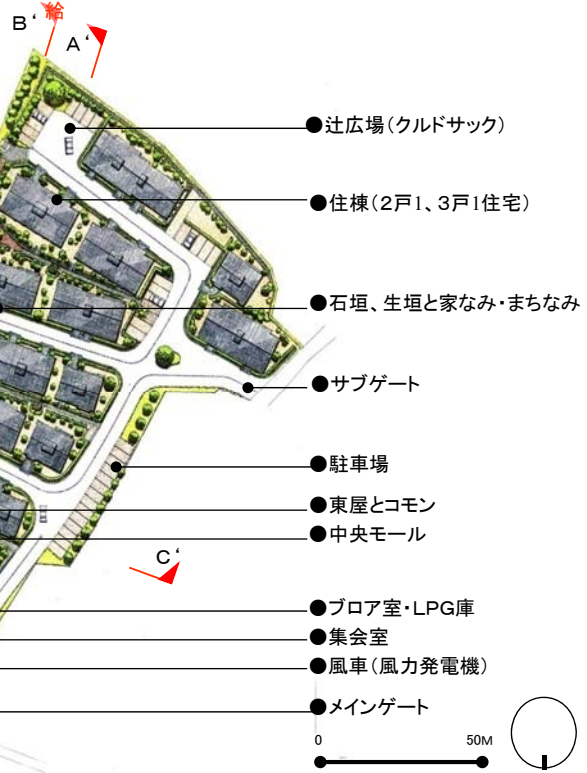 B‘
給
A‘
●辻広場(クルドサック)
●住棟(2戸1、3戸1住宅)
●石垣、生垣と家なみ・まちなみ
●サブゲート
●駐車場
●東屋とコモン
●中央モール
C‘
●ブロア室・LPG庫
●集会室
●風車(風力発電機)
●メインゲート
0 50M